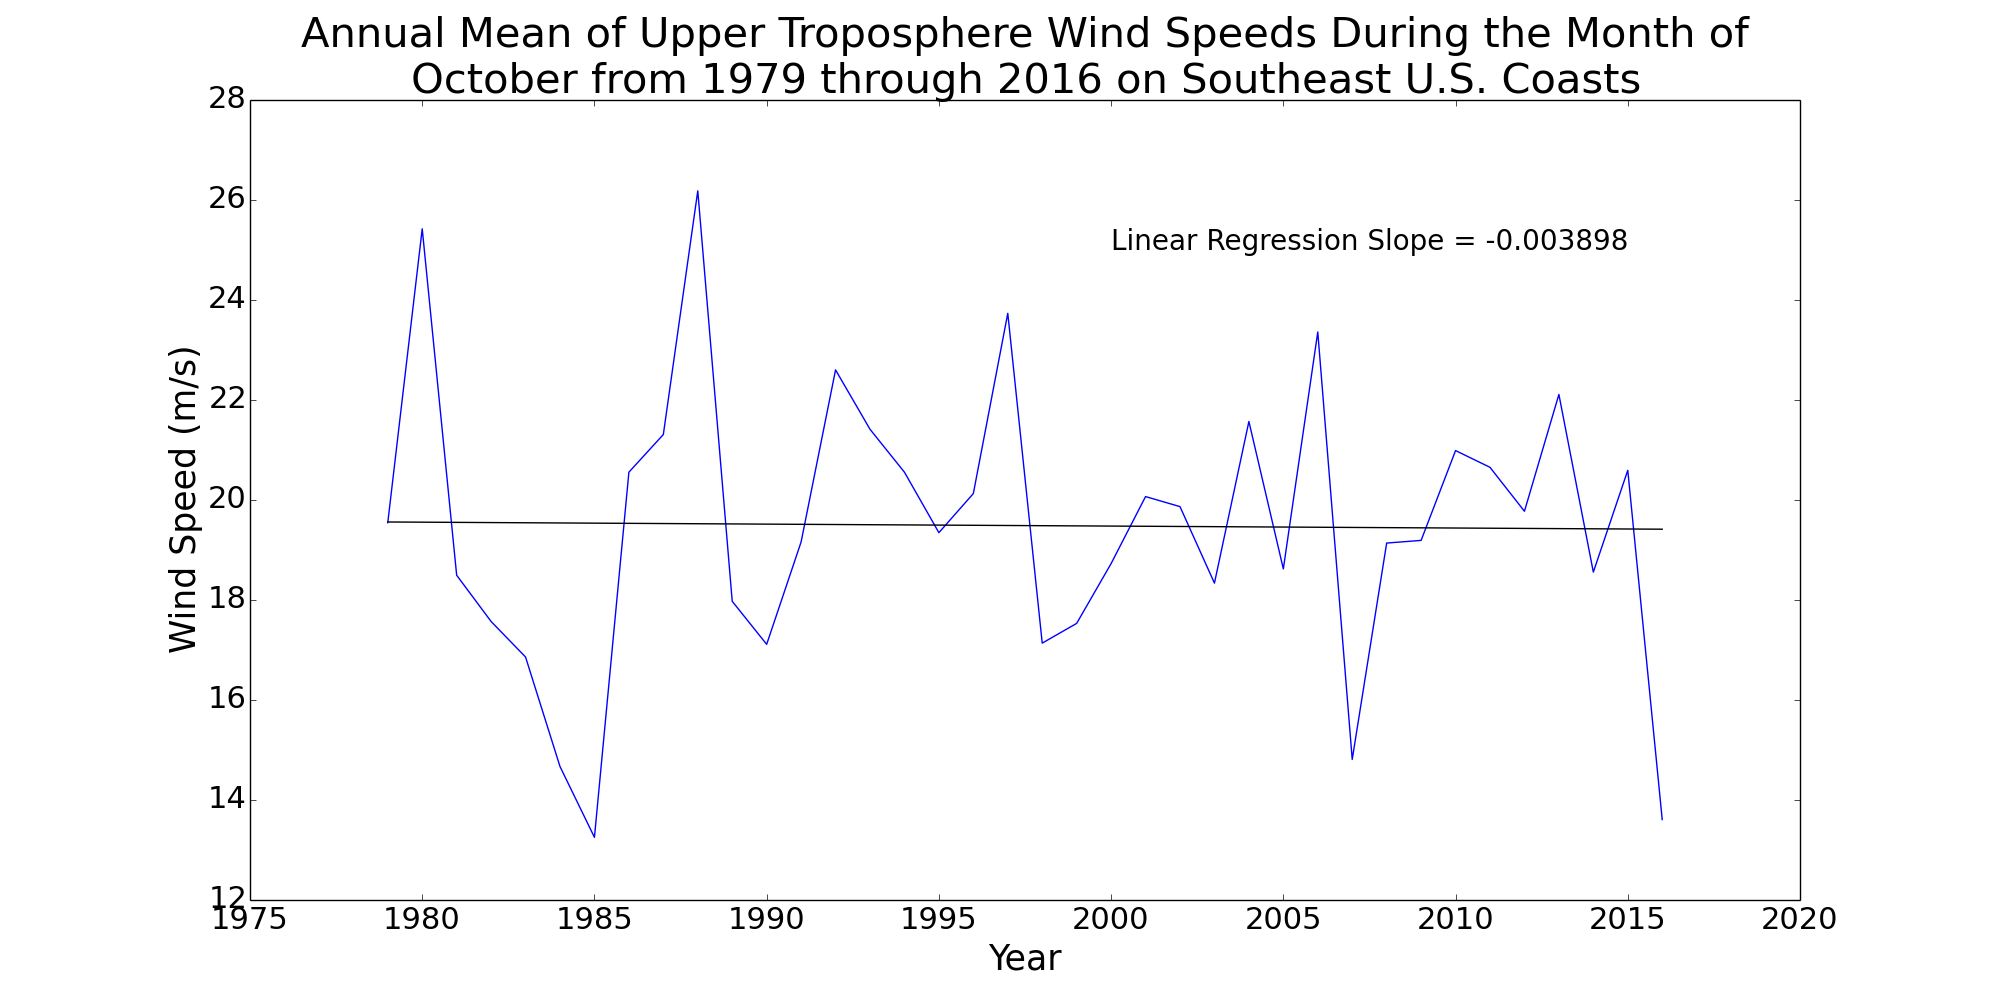 Annual Mean of Upper Troposphere Wind Speeds During the Month of
October from 1979 through 2016 on Southeast U.S. Coasts
28
26
24
22
20
18
16
14
12
Wind Speed (m/s)
Linear Regression Slope = -0.003898
1975 1980 1985 1990 1995 2000 2005 2010 2015 2020
Year